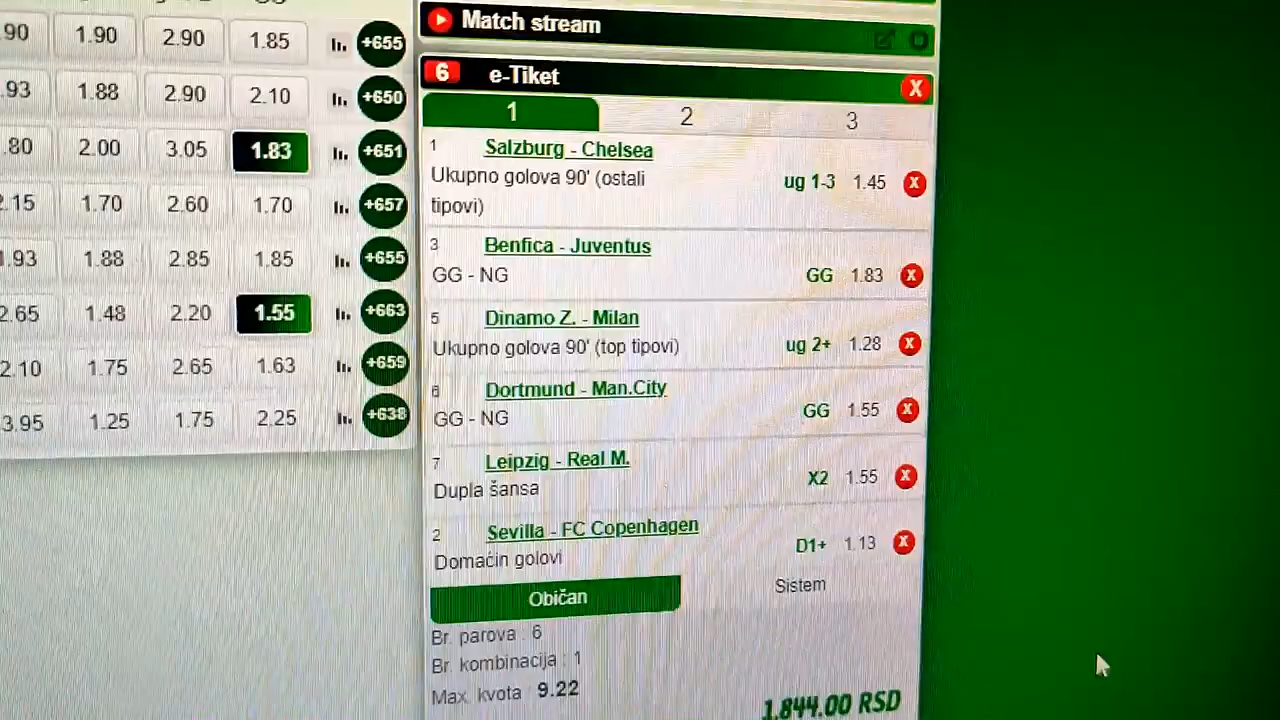 .90 1.90 2.90 1.85 +655
.93 1.88 2.90 2.10 +650
.80 2.00 3.05 1.83 +651
.15 1.70 2.60 1.70 +657
1.93 1.88 2.85 1.85 +655
2.65 1.48 2.20 1.55 +663
2.10 1.75 2.65 1.63 +659
3.95 1.25 1.75 2.25 +638
Match stream
6 e-Tiket X
1 2 3
1 Salzburg - Chelsea
Ukupno golova 90' (ostali
tipovi)
ug 1-3 1.45 X
3 Benfica - Juventus
GG - NG GG 1.83 X
5 Dinamo Z. - Milan
Ukupno golova 90' (top tipovi) ug 2+ 1.28 X
6 Dortmund - Man.City
GG - NG GG 1.55 X
7 Leipzig - Real M.
Dupla šansa X2 1.55 X
2 Sevilla - FC Copenhagen
Domaćin golovi D1+ 1.13 X
Običan Sistem
Br. parova : 6
Br. kombinacija : 1
Max. kvota : 9.22
1,844.00 RSD